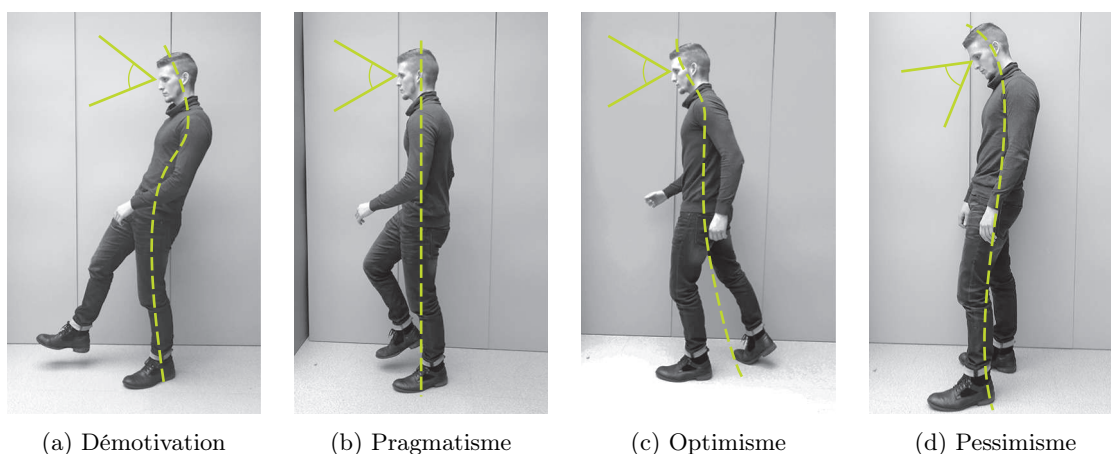 (a) Démotivation
(b) Pragmatisme
(c) Optimisme
(d) Pessimisme